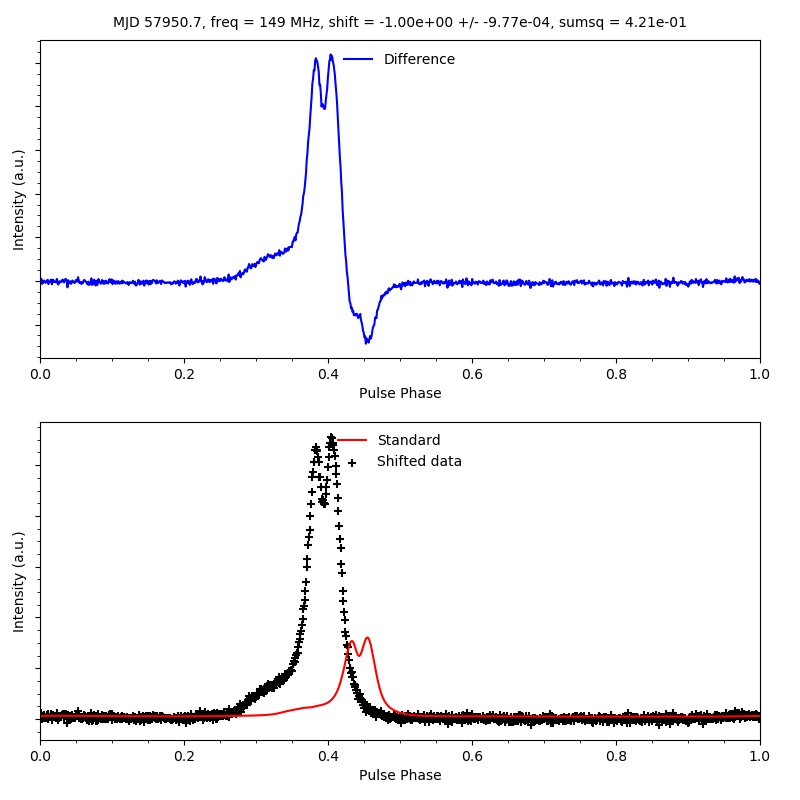 MJD 57950.7, freq = 149 MHz, shift = -1.00e+00 +/- -9.77e-04, sumsq = 4.21e-01
Difference
Intensity (a.u.)
0.0 0.2 0.4 0.6 0.8 1.0
Pulse Phase
Standard
Shifted data
Intensity (a.u.)
0.0 0.2 0.4 0.6 0.8 1.0
Pulse Phase